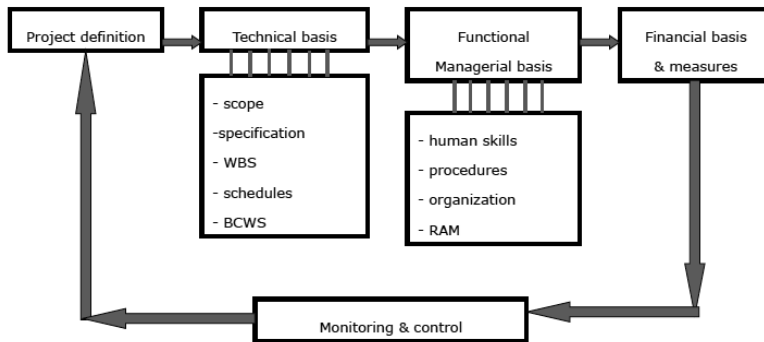 Project definition
Technical basis
Functional
Managerial basis
Financial basis
& measures
- scope
-specification
- WBS
- schedules
- BCWS
- human skills
- procedures
- organization
- RAM
Monitoring & control